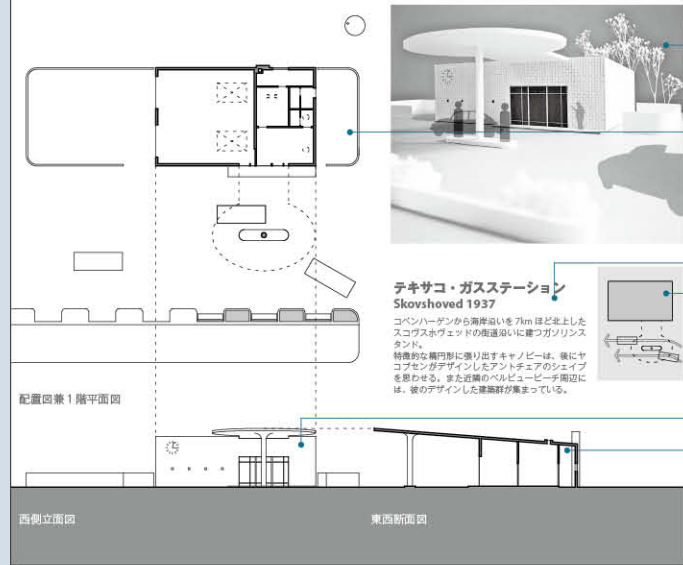 テキサコ・ガスステーション
Skovshoved 1937
コペンハーゲンから海岸沿いを7km ほど北上した
スコヴスホヴェッドの街道沿いに建つガソリンス
タンド。
特徴的な楕円形に張り出すキャノピーは、後にヤ
コブセンがデザインしたアントチェアのシェイプ
を思わせる。また近隣のベルビュービーチ周辺に
は、彼のデザインした建築群が集まっている。
配置図兼1階平面図
西側立面図
東西断面図